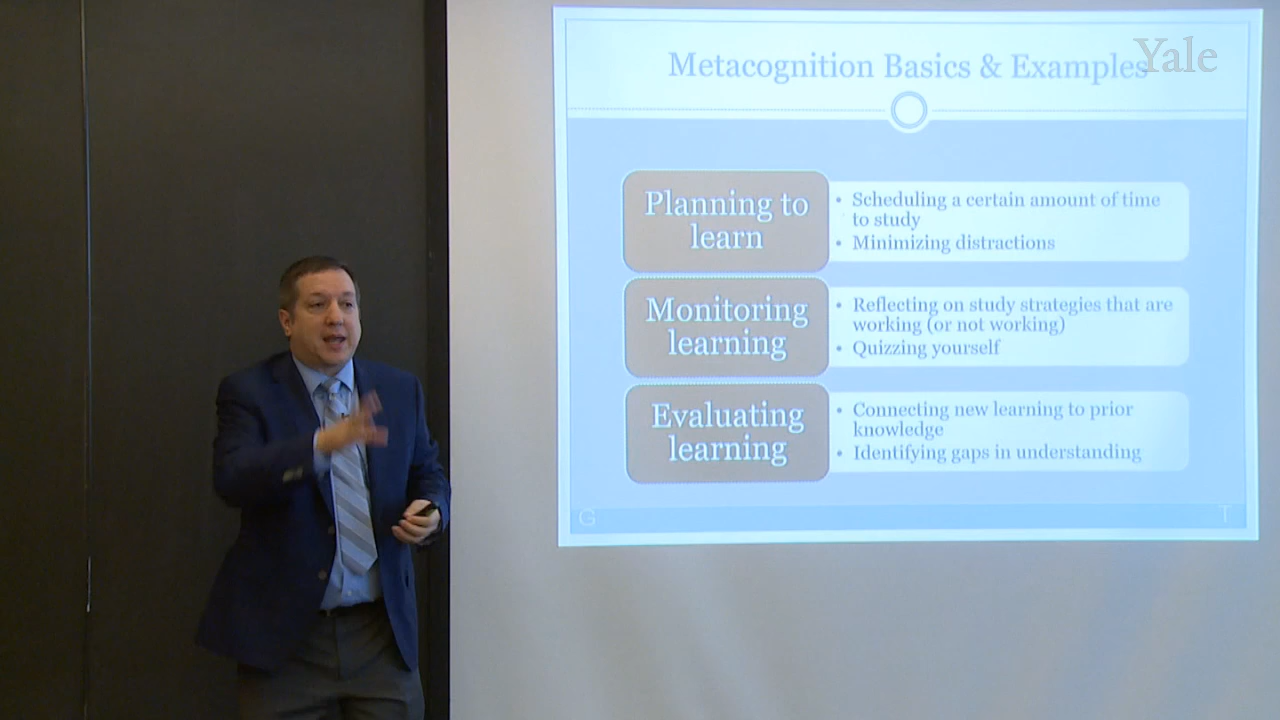 Metacognition Basics & Examples
Yale
Planning to
learn
• Scheduling a certain amount of time
to study
• Minimizing distractions
Monitoring
learning
• Reflecting on study strategies that are
working (or not working)
• Quizzing yourself
Evaluating
learning
• Connecting new learning to prior
knowledge
• Identifying gaps in understanding
G
T